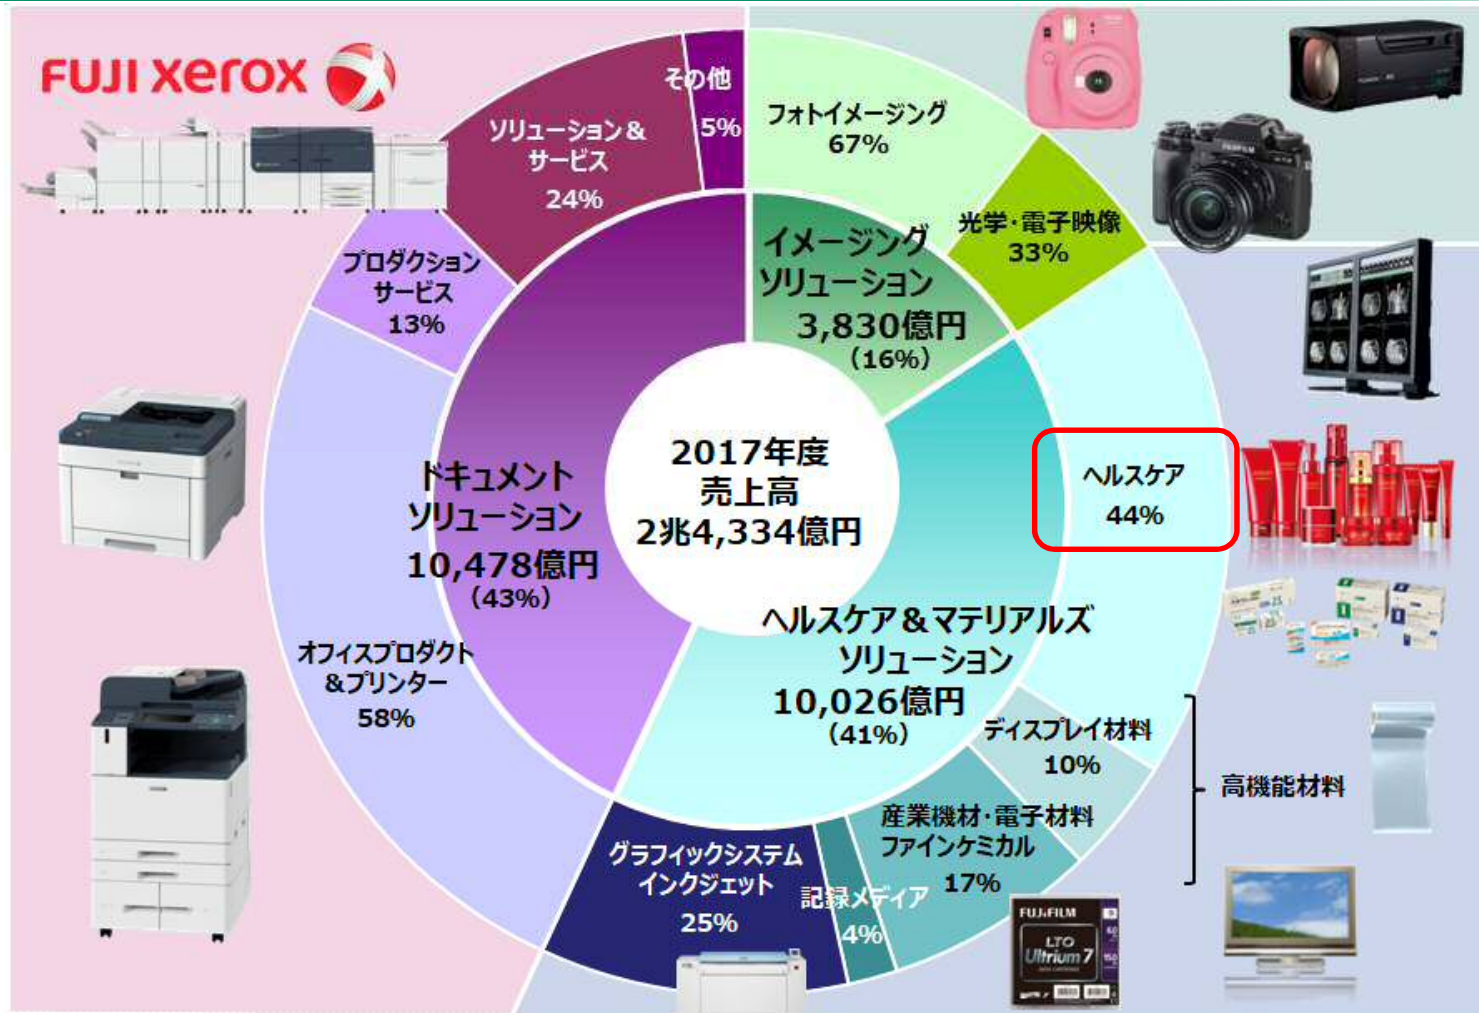 FUJI xerox
その他
5%
ソリューション&
サービス
24%
プロダクション
サービス
13%
オフィスプロダクト
&プリンター
58%
ドキュメント
ソリューション
10,478億円
(43%)
フォトイメージング
67%
光学・電子映像
33%
イメージング
ソリューション
3,830億円
(16%)
2017年度
売上高
2兆4,334億円
ヘルスケア
44%
ヘルスケア&マテリアルズ
ソリューション
10,026億円
(41%)
ディスプレイ材料
10%
産業機材・電子材料
ファインケミカル
17%
高機能材料
記録メディア
4%
グラフィックシステム
インクジェット
25%
FUJIFILM
FUJIFILM
LTO
Ultrium 7